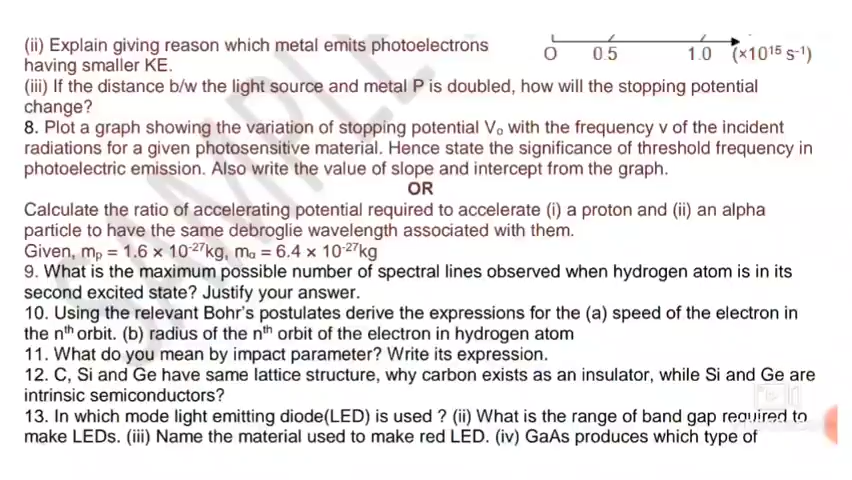 (ii) Explain giving reason which metal emits photoelectrons
having smaller KE.
O 0.5 1.0 (×10¹⁵ s⁻¹)
(iii) If the distance b/w the light source and metal P is doubled, how will the stopping potential
change?
8. Plot a graph showing the variation of stopping potential Vₒ with the frequency v of the incident
radiations for a given photosensitive material. Hence state the significance of threshold frequency in
photoelectric emission. Also write the value of slope and intercept from the graph.
OR
Calculate the ratio of accelerating potential required to accelerate (i) a proton and (ii) an alpha
particle to have the same debroglie wavelength associated with them.
Given, mₚ = 1.6 × 10⁻²⁷kg, mα = 6.4 × 10⁻²⁷kg
9. What is the maximum possible number of spectral lines observed when hydrogen atom is in its
second excited state? Justify your answer.
10. Using the relevant Bohr's postulates derive the expressions for the (a) speed of the electron in
the nᵗʰ orbit. (b) radius of the nᵗʰ orbit of the electron in hydrogen atom
11. What do you mean by impact parameter? Write its expression.
12. C, Si and Ge have same lattice structure, why carbon exists as an insulator, while Si and Ge are
intrinsic semiconductors?
13. In which mode light emitting diode(LED) is used ? (ii) What is the range of band gap required to
make LEDs. (iii) Name the material used to make red LED. (iv) GaAs produces which type of
SAMPLE